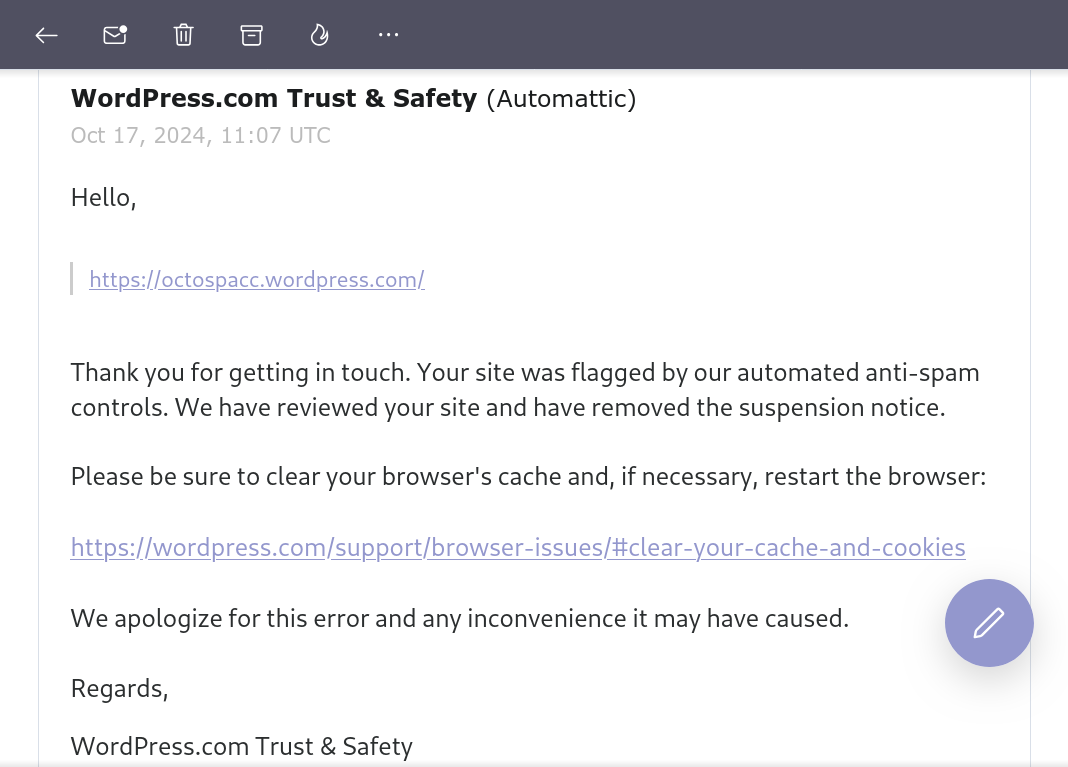 WordPress.com Trust & Safety (Automattic)
Oct 17, 2024, 11:07 UTC
Hello,
https://octospacc.wordpress.com/
Thank you for getting in touch. Your site was flagged by our automated anti-spam
controls. We have reviewed your site and have removed the suspension notice.
Please be sure to clear your browser's cache and, if necessary, restart the browser:
https://wordpress.com/support/browser-issues/#clear-your-cache-and-cookies
We apologize for this error and any inconvenience it may have caused.
Regards,
WordPress.com Trust & Safety